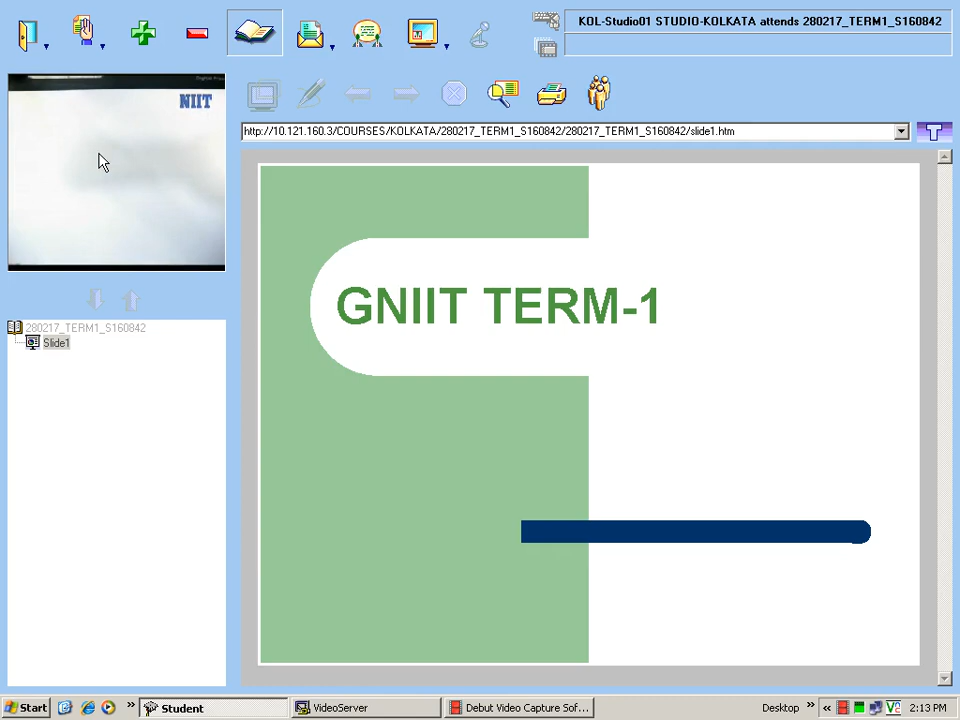 KOL-Studio01 STUDIO-KOLKATA attends 280217_TERM1_S160842
NIIT
http://10.121.160.3/COURSES/KOLKATA/280217_TERM1_S160842/280217_TERM1_S160842/slide1.htm
T
GNIIT TERM-1
280217_TERM1_S160842
Slide1
Start
Student
VideoServer
Debut Video Capture Sof...
Desktop
2:13 PM